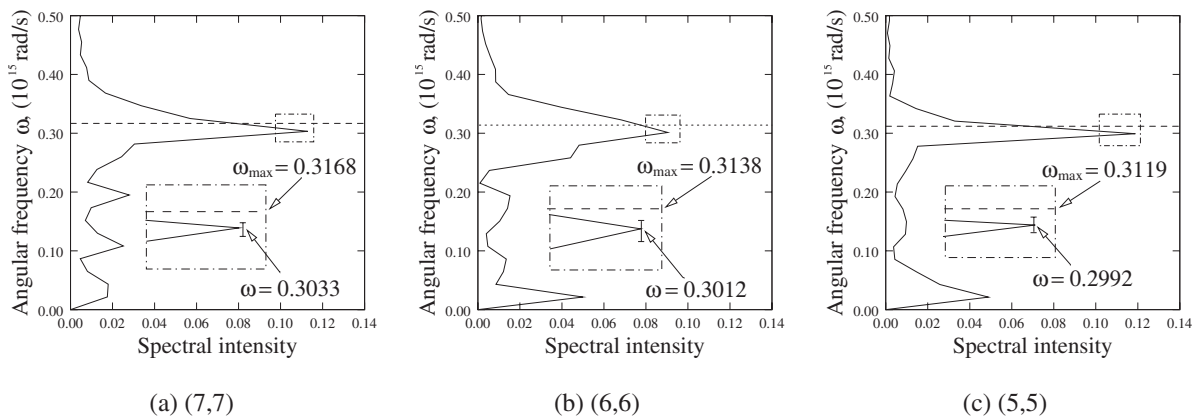 Angular frequency ω, (10¹⁵ rad/s)
0.50
0.40
0.30
0.20
0.10
0.00
ωmax = 0.3168
ω = 0.3033
0.00 0.02 0.04 0.06 0.08 0.10 0.12 0.14
Spectral intensity
(a) (7,7)
Angular frequency ω, (10¹⁵ rad/s)
0.50
0.40
0.30
0.20
0.10
0.00
ωmax = 0.3138
ω = 0.3012
0.00 0.02 0.04 0.06 0.08 0.10 0.12 0.14
Spectral intensity
(b) (6,6)
Angular frequency ω, (10¹⁵ rad/s)
0.50
0.40
0.30
0.20
0.10
0.00
ωmax = 0.3119
ω = 0.2992
0.00 0.02 0.04 0.06 0.08 0.10 0.12 0.14
Spectral intensity
(c) (5,5)